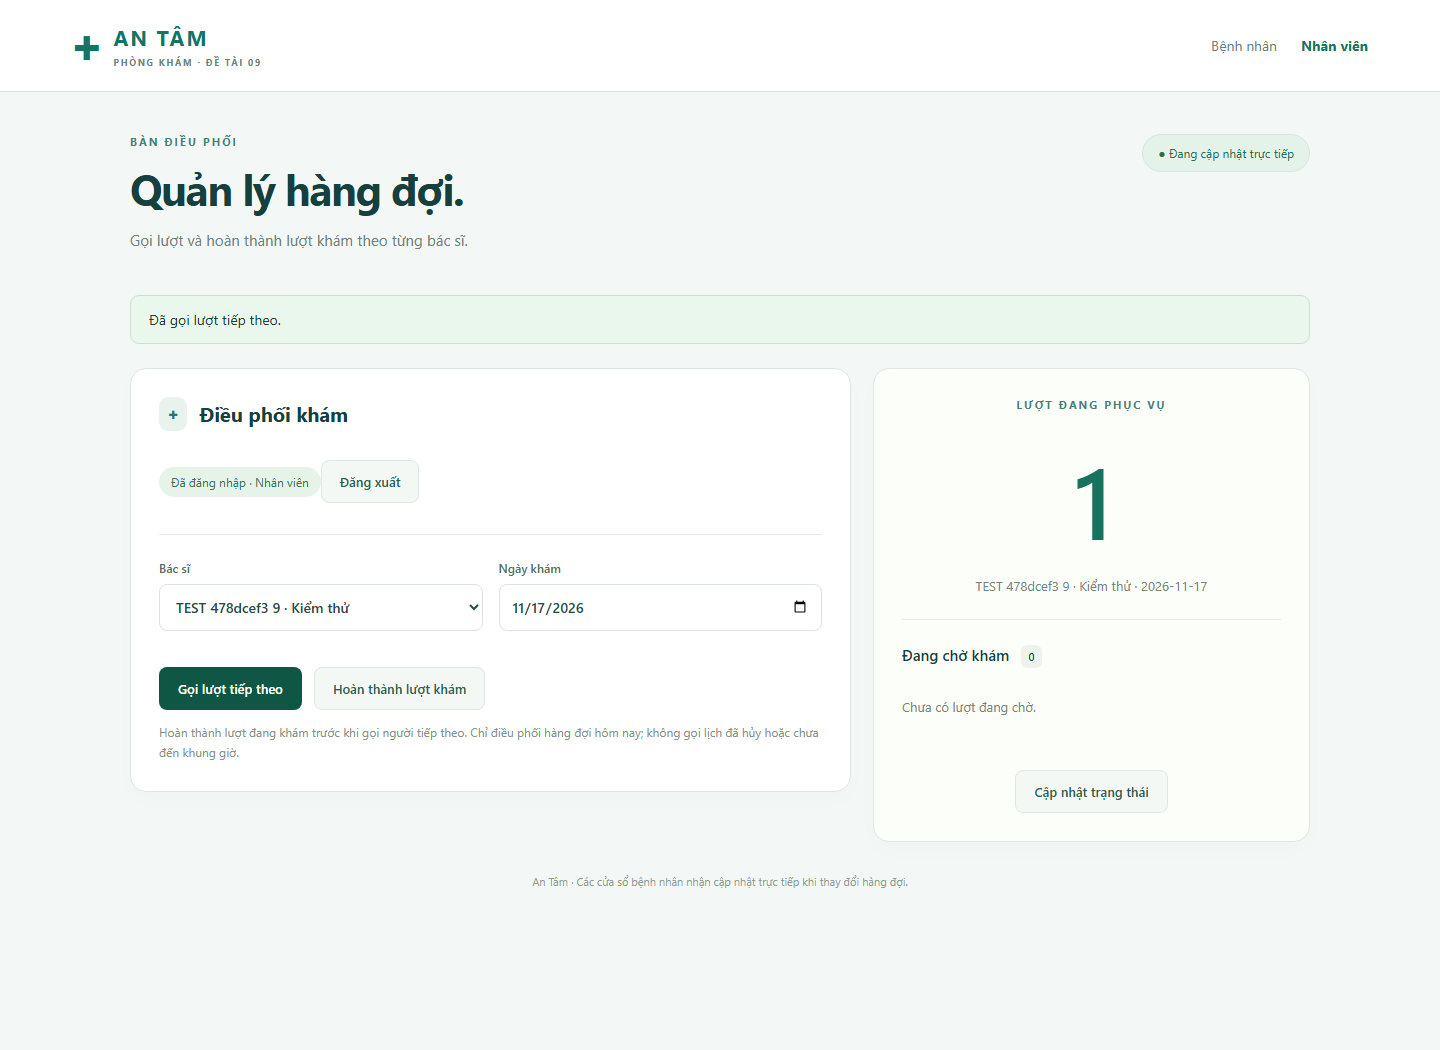 AN TÂM
PHÒNG KHÁM · ĐỀ TÀI 09
Bệnh nhân
Nhân viên
BÀN ĐIỀU PHỐI
Quản lý hàng đợi.
Gọi lượt và hoàn thành lượt khám theo từng bác sĩ.
● Đang cập nhật trực tiếp
Đã gọi lượt tiếp theo.
+ Điều phối khám
Đã đăng nhập · Nhân viên
Đăng xuất
Bác sĩ
TEST 478dcef3 9 · Kiểm thử
Ngày khám
11/17/2026
Gọi lượt tiếp theo
Hoàn thành lượt khám
Hoàn thành lượt đang khám trước khi gọi người tiếp theo. Chỉ điều phối hàng đợi hôm nay; không gọi lịch đã hủy hoặc chưa
đến khung giờ.
LƯỢT ĐANG PHỤC VỤ
1
TEST 478dcef3 9 · Kiểm thử · 2026-11-17
Đang chờ khám 0
Chưa có lượt đang chờ.
Cập nhật trạng thái
An Tâm · Các cửa sổ bệnh nhân nhận cập nhật trực tiếp khi thay đổi hàng đợi.